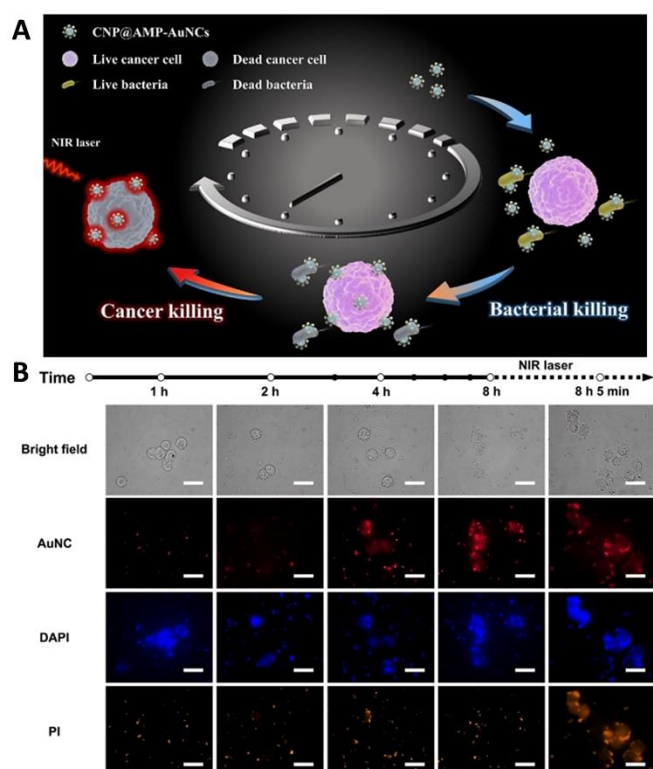 A
CNP@AMP-AuNCs
Live cancer cell
Dead cancer cell
Live bacteria
Dead bacteria
NIR laser
Cancer killing
Bacterial killing
B
Time
NIR laser
1 h
2 h
4 h
8 h
8 h 5 min
Bright field
AuNC
DAPI
PI